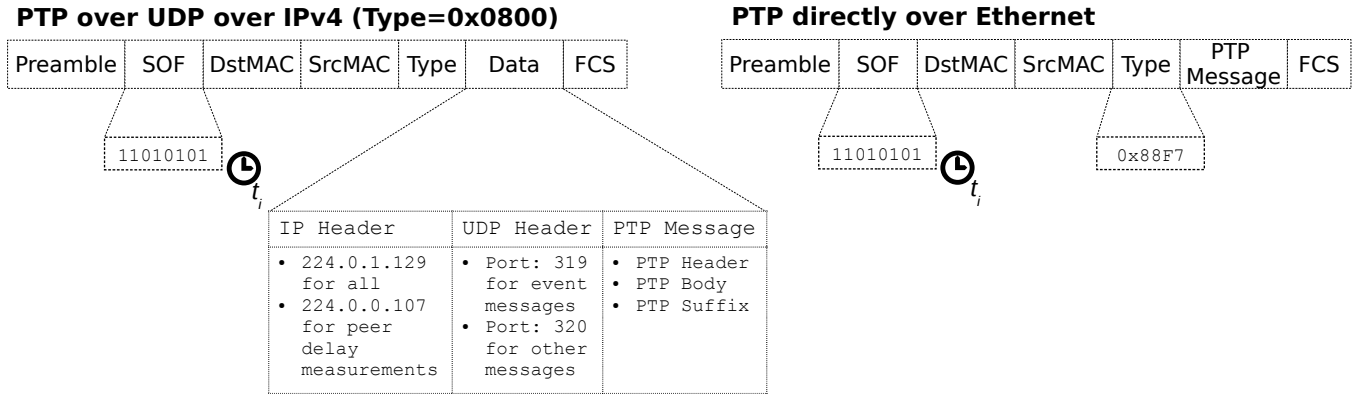 PTP over UDP over IPv4 (Type=0x0800)
Preamble SOF DstMAC SrcMAC Type Data FCS
11010101
t_i
IP Header UDP Header PTP Message
• 224.0.1.129
for all
• 224.0.0.107
for peer
delay
measurements
• Port: 319
for event
messages
• Port: 320
for other
messages
• PTP Header
• PTP Body
• PTP Suffix
PTP directly over Ethernet
Preamble SOF DstMAC SrcMAC Type PTP
Message FCS
11010101
t_i
0x88F7